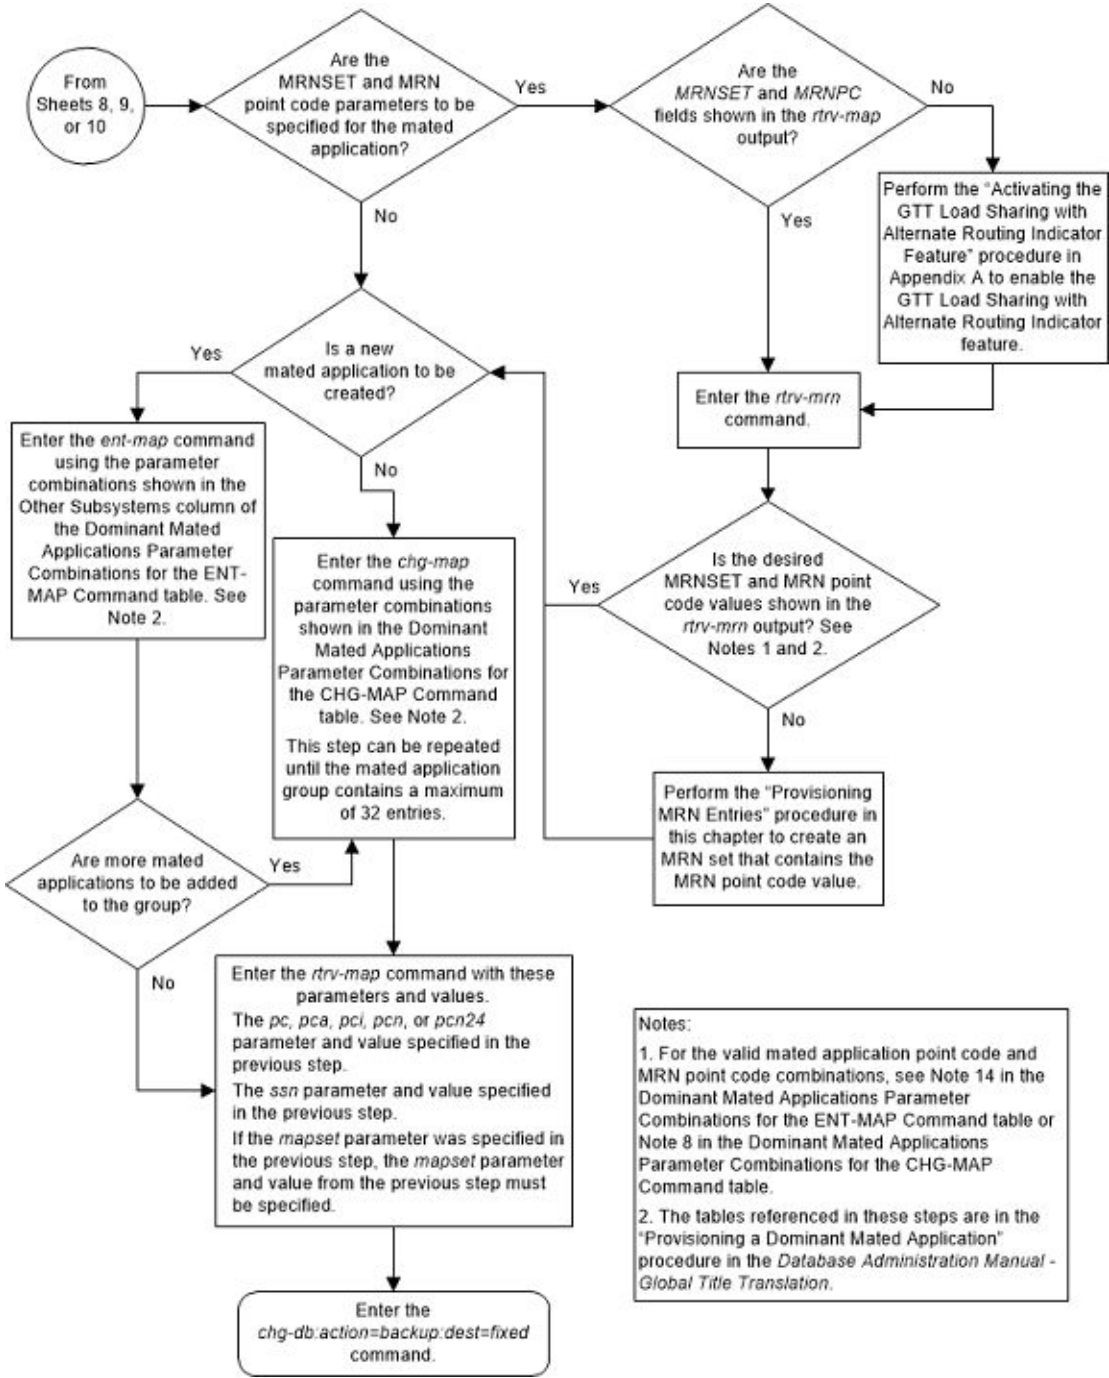 From
Sheets 8, 9,
or 10
Are the
MRNSET and MRN
point code parameters to be
specified for the mated
application?
Yes
Are the
MRNSET and MRNPC
fields shown in the rtrv-map
output?
No
No
Yes
Perform the “Activating the
GTT Load Sharing with
Alternate Routing Indicator
Feature” procedure in
Appendix A to enable the
GTT Load Sharing with
Alternate Routing Indicator
feature.
Is a new
mated application to be
created?
Yes
No
Enter the rtrv-mrn
command.
Enter the ent-map command
using the parameter
combinations shown in the
Other Subsystems column of
the Dominant Mated
Applications Parameter
Combinations for the ENT-
MAP Command table. See
Note 2.
Enter the chg-map
command using the
parameter combinations
shown in the Dominant
Mated Applications
Parameter Combinations for
the CHG-MAP Command
table. See Note 2.
This step can be repeated
until the mated application
group contains a maximum
of 32 entries.
Is the desired
MRNSET and MRN point
code values shown in the
rtrv-mrn output? See
Notes 1 and 2.
Yes
No
Perform the “Provisioning
MRN Entries” procedure in
this chapter to create an
MRN set that contains the
MRN point code value.
Are more mated
applications to be added
to the group?
Yes
No
Enter the rtrv-map command with these
parameters and values.
The pc, pca, pci, pcn, or pcn24
parameter and value specified in the
previous step.
The ssn parameter and value specified
in the previous step.
If the mapset parameter was specified in
the previous step, the mapset parameter
and value from the previous step must
be specified.
Notes:
1. For the valid mated application point code and
MRN point code combinations, see Note 14 in the
Dominant Mated Applications Parameter
Combinations for the ENT-MAP Command table or
Note 8 in the Dominant Mated Applications
Parameter Combinations for the CHG-MAP
Command table.
2. The tables referenced in these steps are in the
“Provisioning a Dominant Mated Application”
procedure in the Database Administration Manual -
Global Title Translation.
Enter the
chg-db:action=backup:dest=fixed
command.